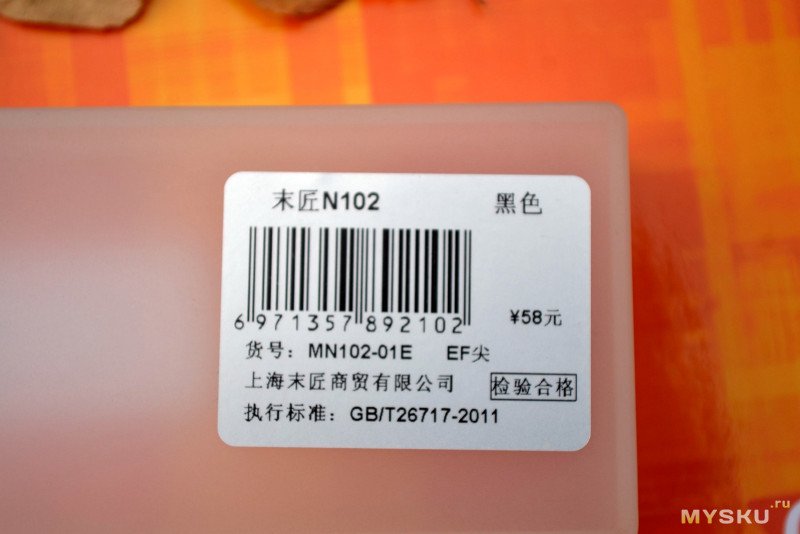 末匠N102 黑色
6 971357 892102
¥58元
货号：MN102-01E EF尖
上海末匠商贸有限公司 检验合格
执行标准：GB/T26717-2011
MYSKU.ru